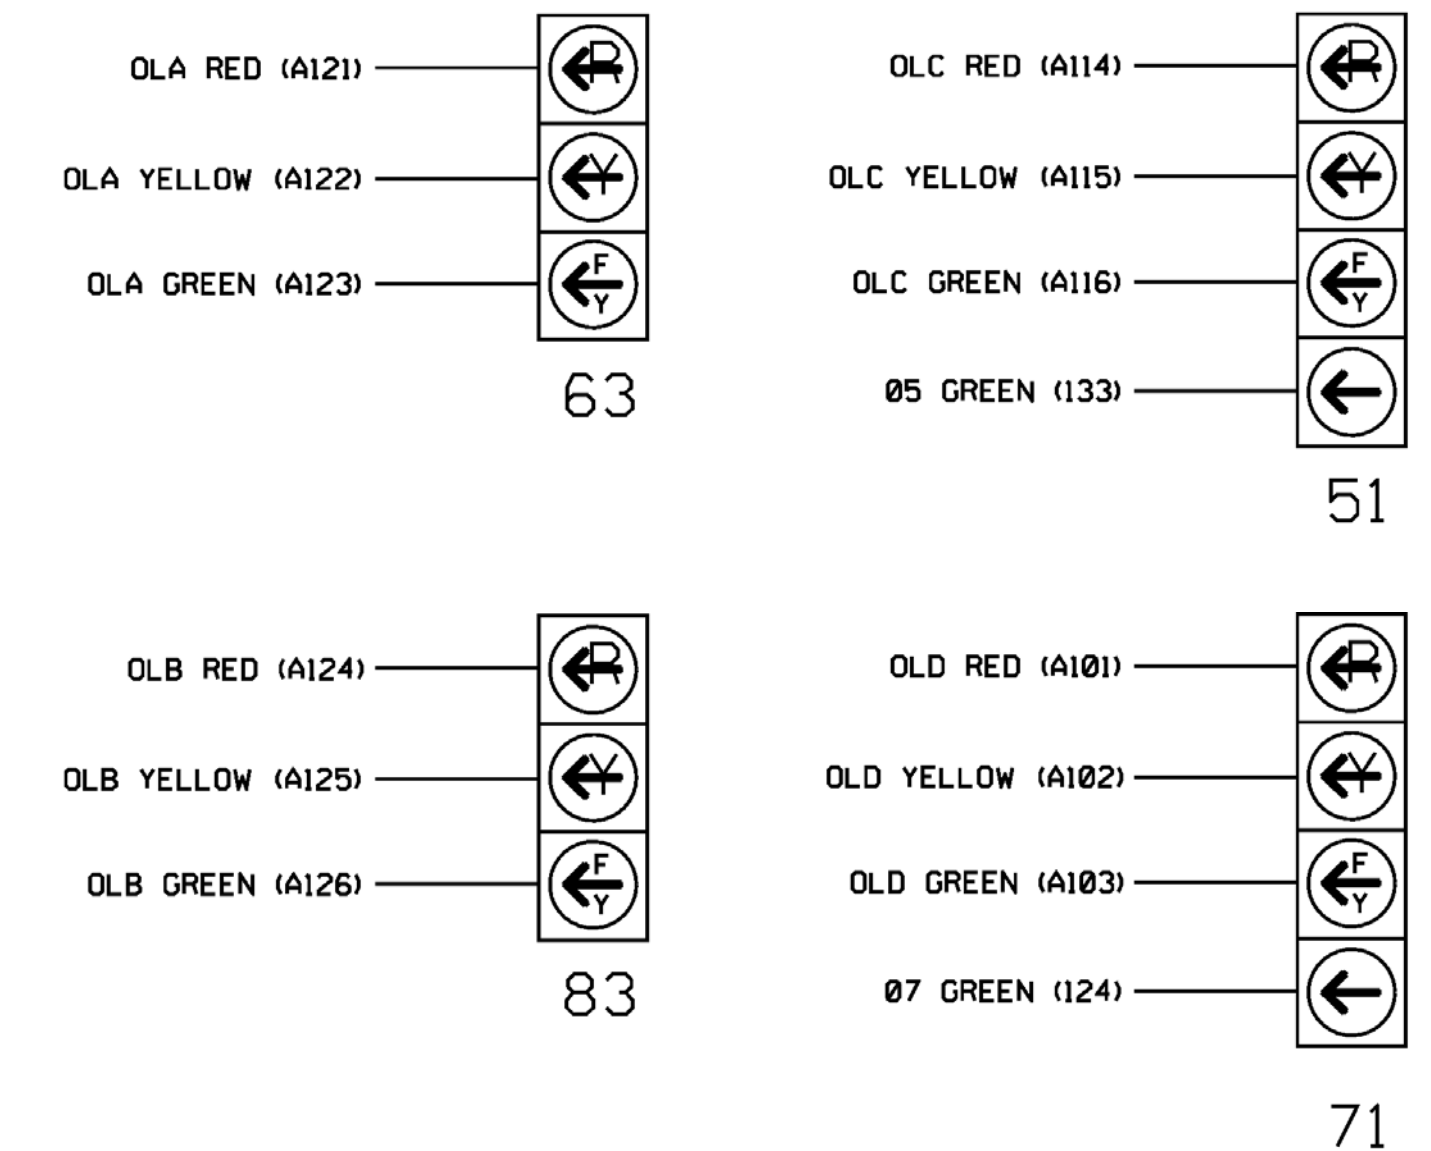 OLA RED (A121)
R
OLA YELLOW (A122)
Y
OLA GREEN (A123)
F
Y
63
OLC RED (A114)
R
OLC YELLOW (A115)
Y
OLC GREEN (A116)
F
Y
05 GREEN (133)
51
OLB RED (A124)
R
OLB YELLOW (A125)
Y
OLB GREEN (A126)
F
Y
83
OLD RED (A101)
R
OLD YELLOW (A102)
Y
OLD GREEN (A103)
F
Y
07 GREEN (124)
71